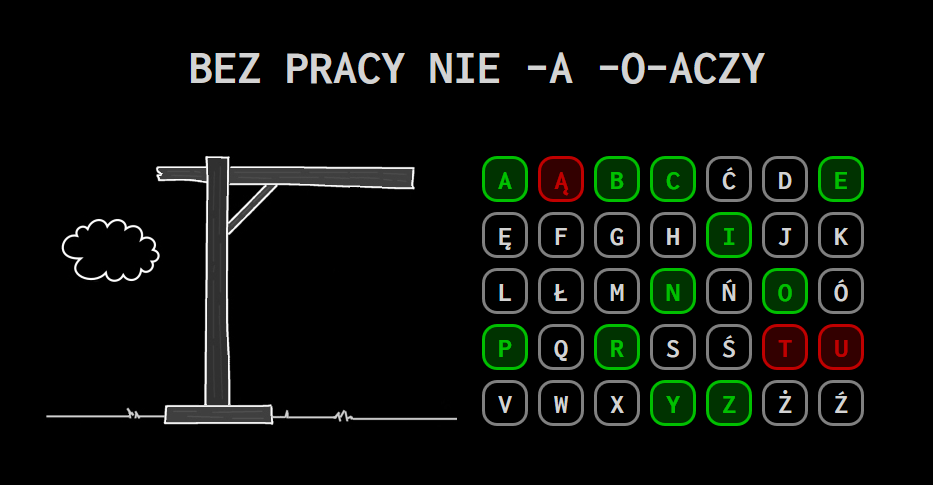 BEZ PRACY NIE -A -O-ACZY
A Ą B C Ć D E
Ę F G H I J K
L Ł M N Ń O Ó
P Q R S Ś T U
V W X Y Z Ż Ź